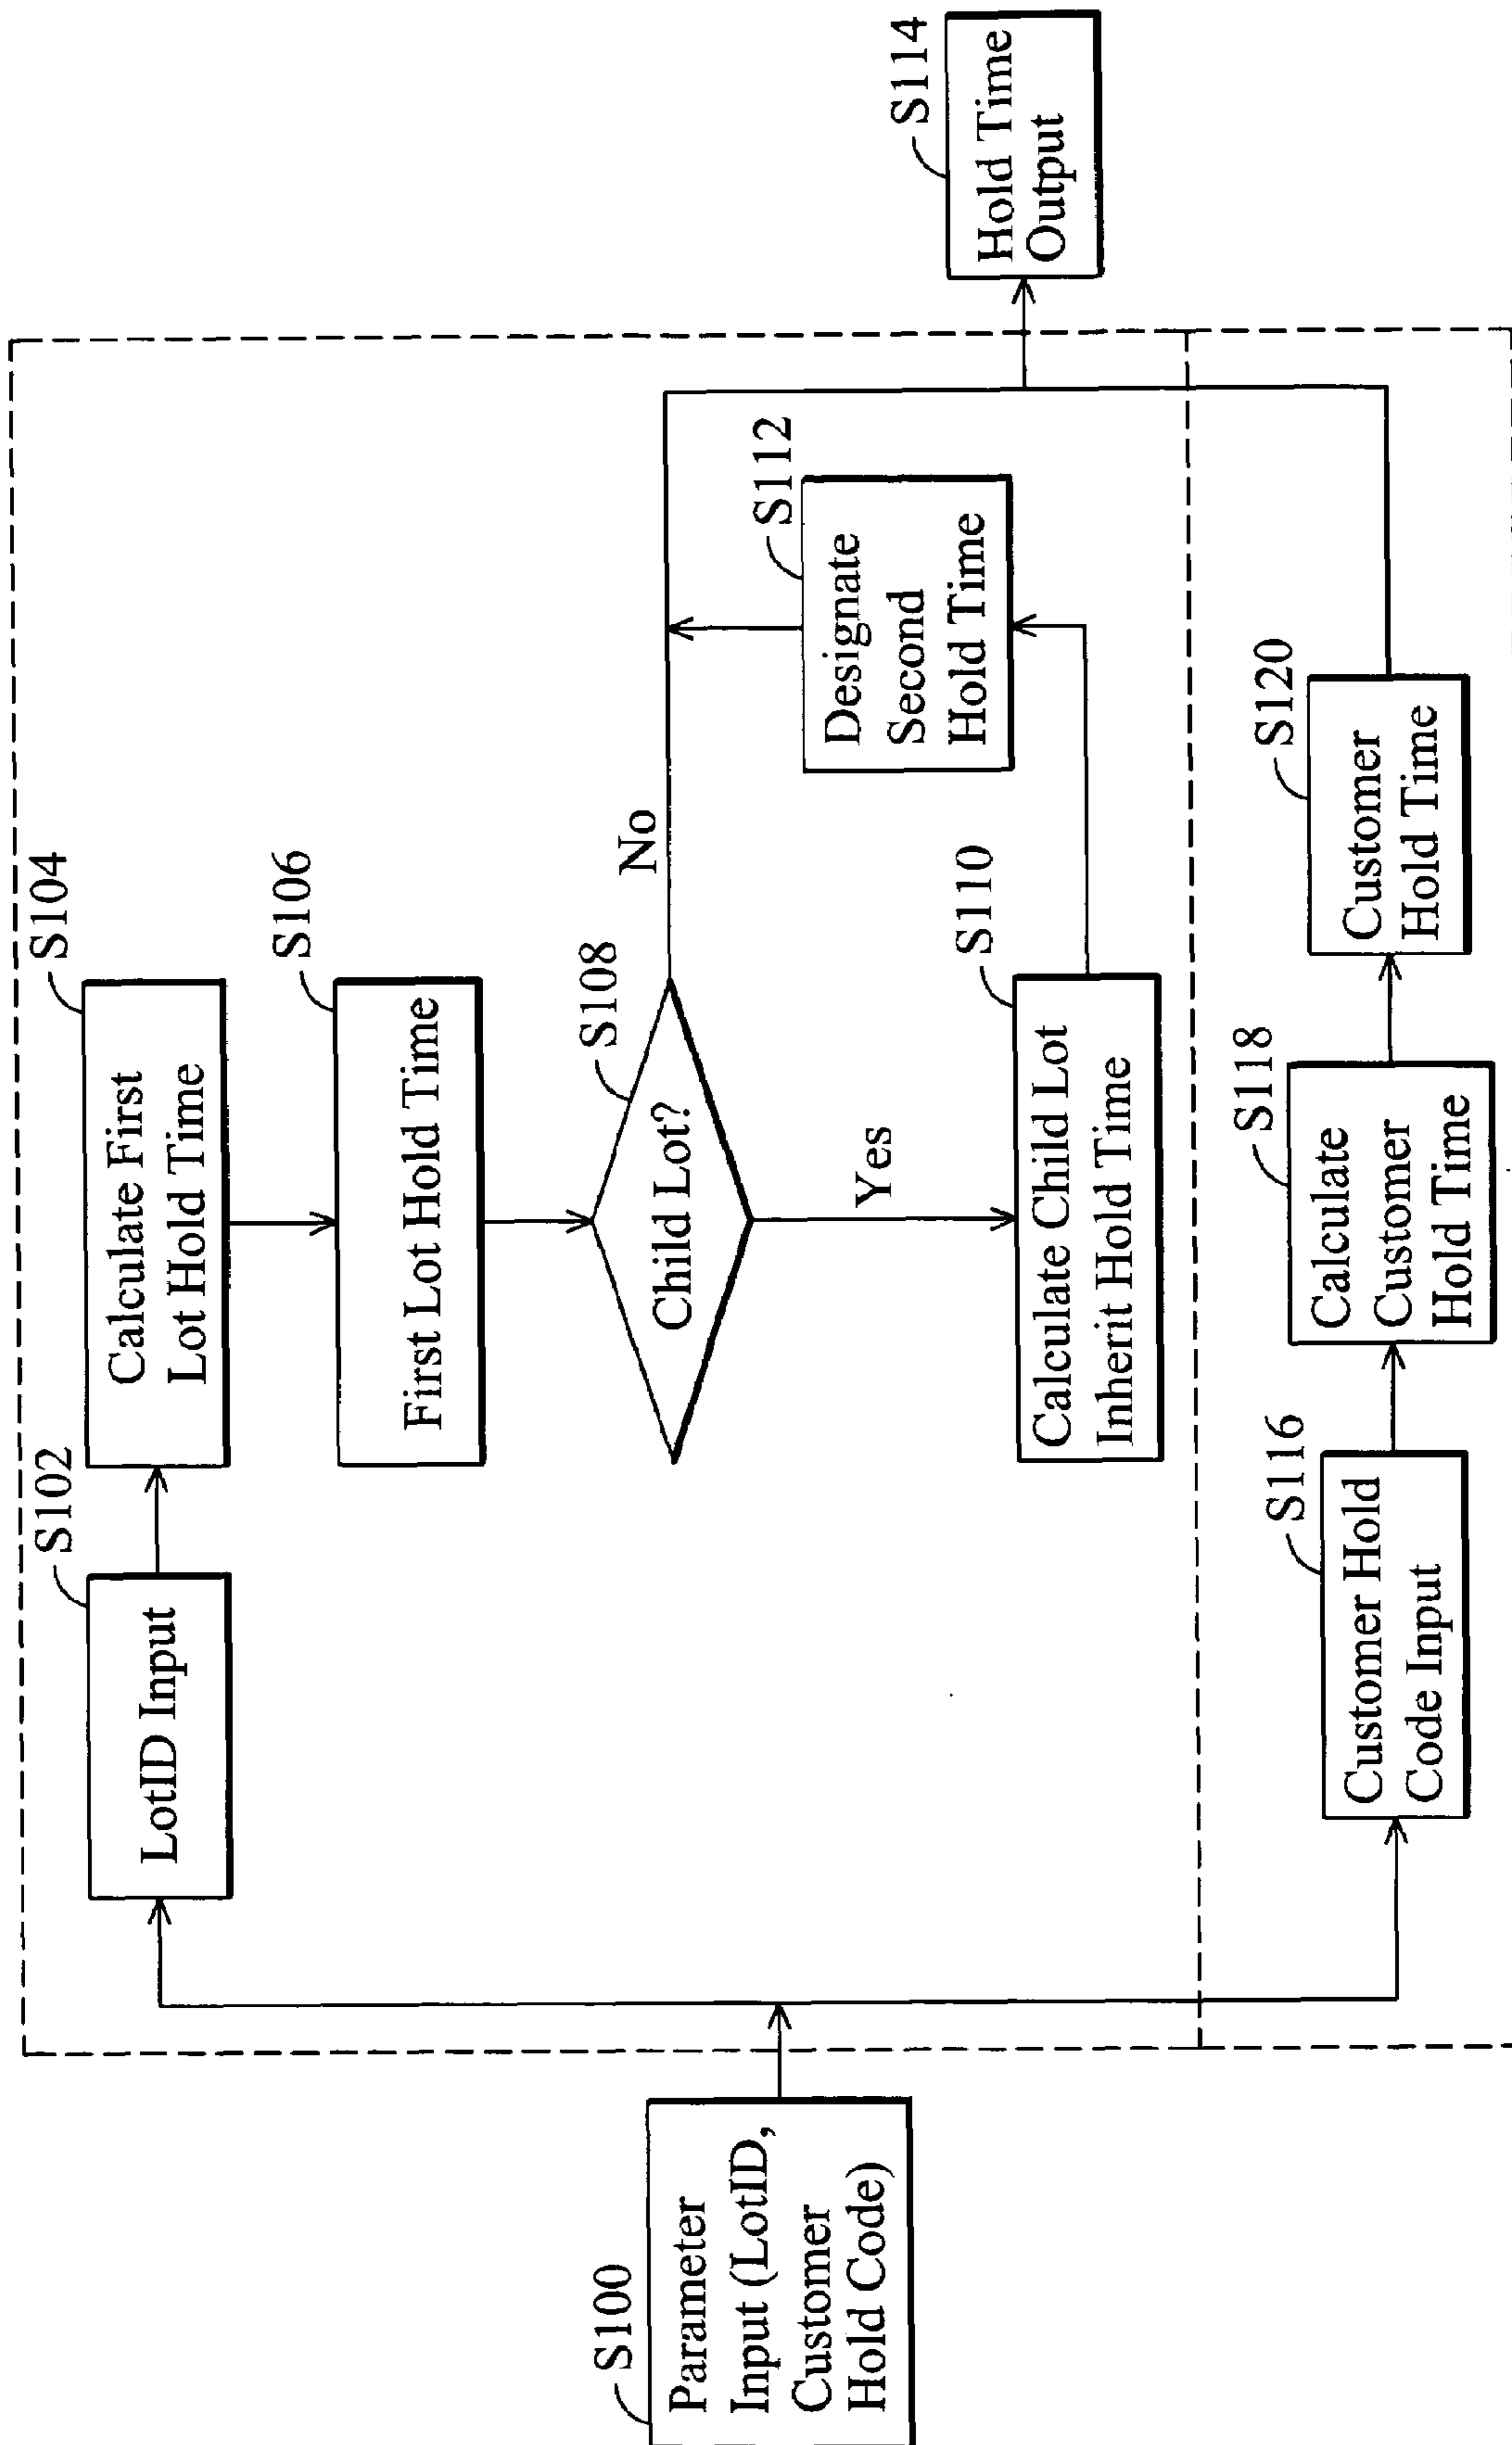 S100
Parameter
Input (LotID,
Customer
Hold Code)
S102
LotID Input
S104
Calculate First
Lot Hold Time
S106
First Lot Hold Time
S108
Child Lot?
No
Yes
S110
Calculate Child Lot
Inherit Hold Time
S112
Designate
Second
Hold Time
S114
Hold Time
Output
S116
Customer Hold
Code Input
S118
Calculate
Customer
Hold Time
S120
Customer
Hold Time